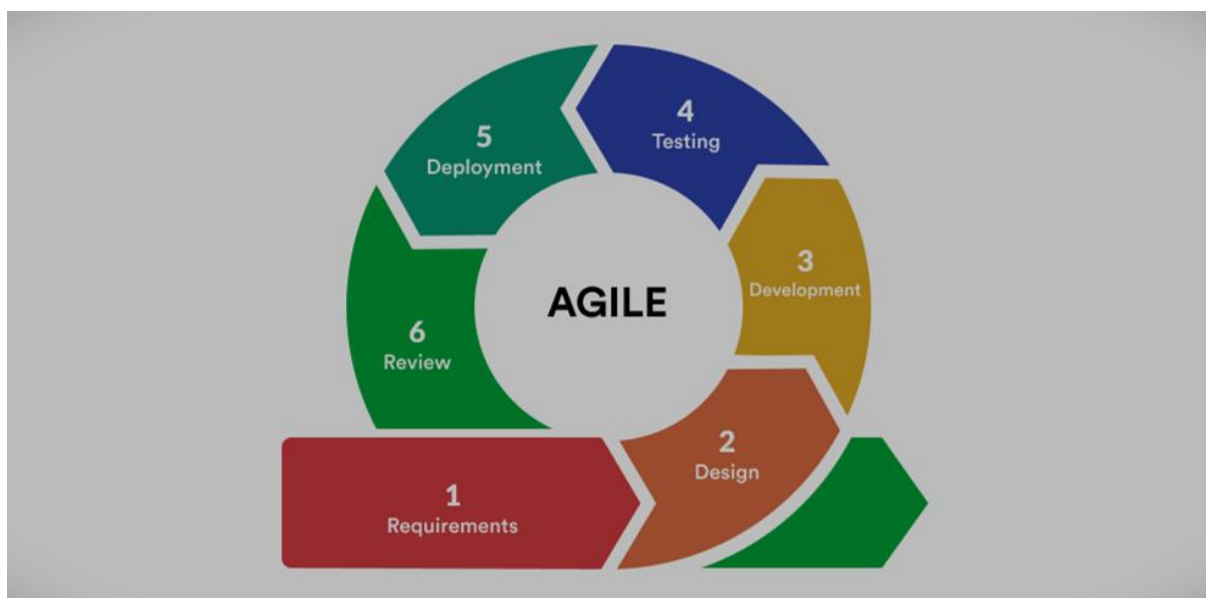 AGILE
1
Requirements
2
Design
3
Development
4
Testing
5
Deployment
6
Review